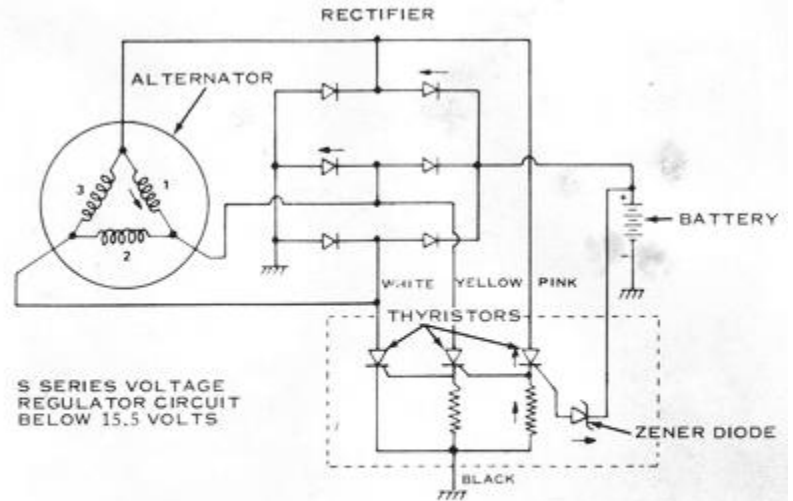 RECTIFIER
ALTERNATOR
3
1
2
+
BATTERY
-
WHITE
YELLOW
PINK
THYRISTORS
S SERIES VOLTAGE
REGULATOR CIRCUIT
BELOW 15.5 VOLTS
ZENER DIODE
BLACK